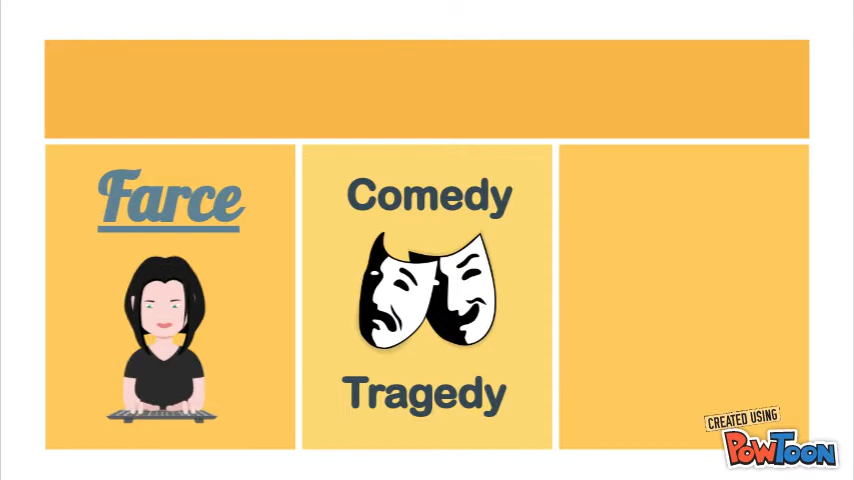 Farce
Comedy
Tragedy
CREATED USING
POWTOON